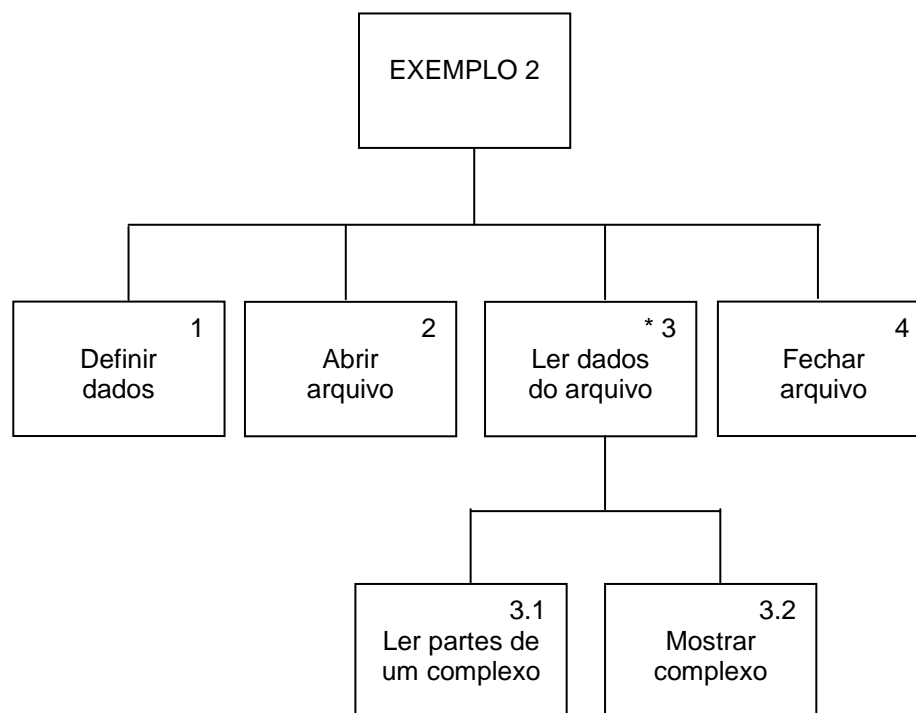 EXEMPLO 2
1
Definir
dados
2
Abrir
arquivo
* 3
Ler dados
do arquivo
4
Fechar
arquivo
3.1
Ler partes de
um complexo
3.2
Mostrar
complexo